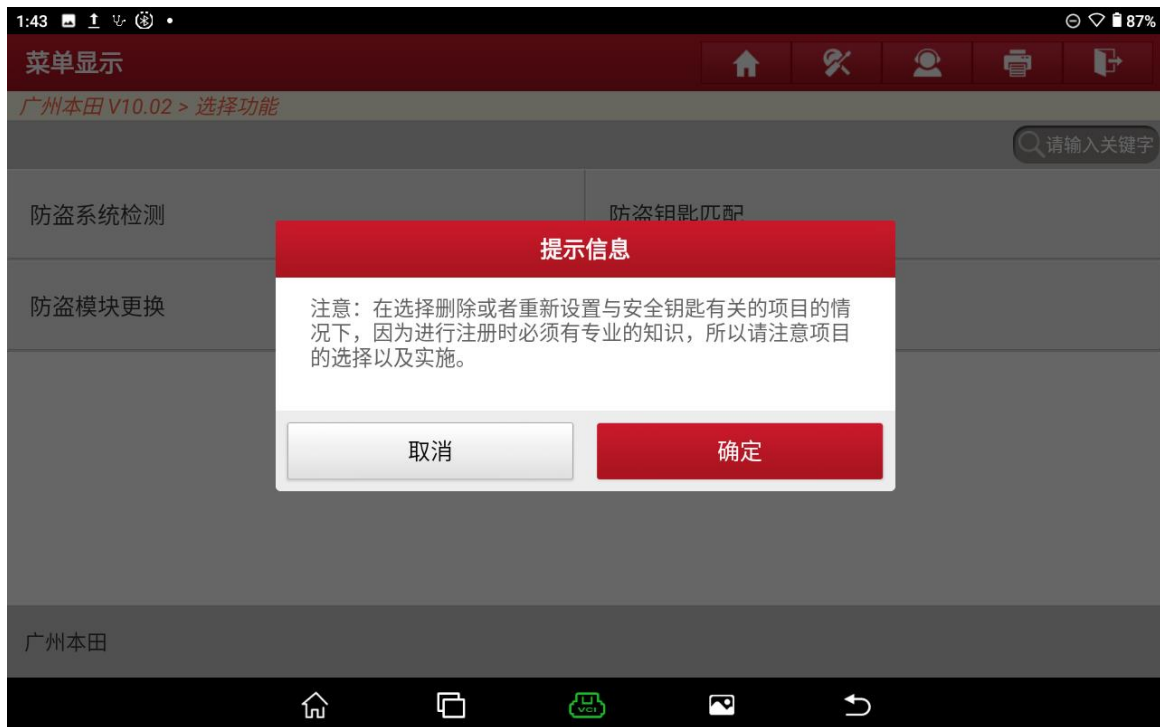 1:43
87%
菜单显示
广州本田 V10.02 > 选择功能
请输入关键字
防盗系统检测
防盗钥匙匹配
提示信息
防盗模块更换
注意：在选择删除或者重新设置与安全钥匙有关的项目的情
况下，因为进行注册时必须有专业的知识，所以请注意项目
的选择以及实施。
取消
确定
广州本田
VCI